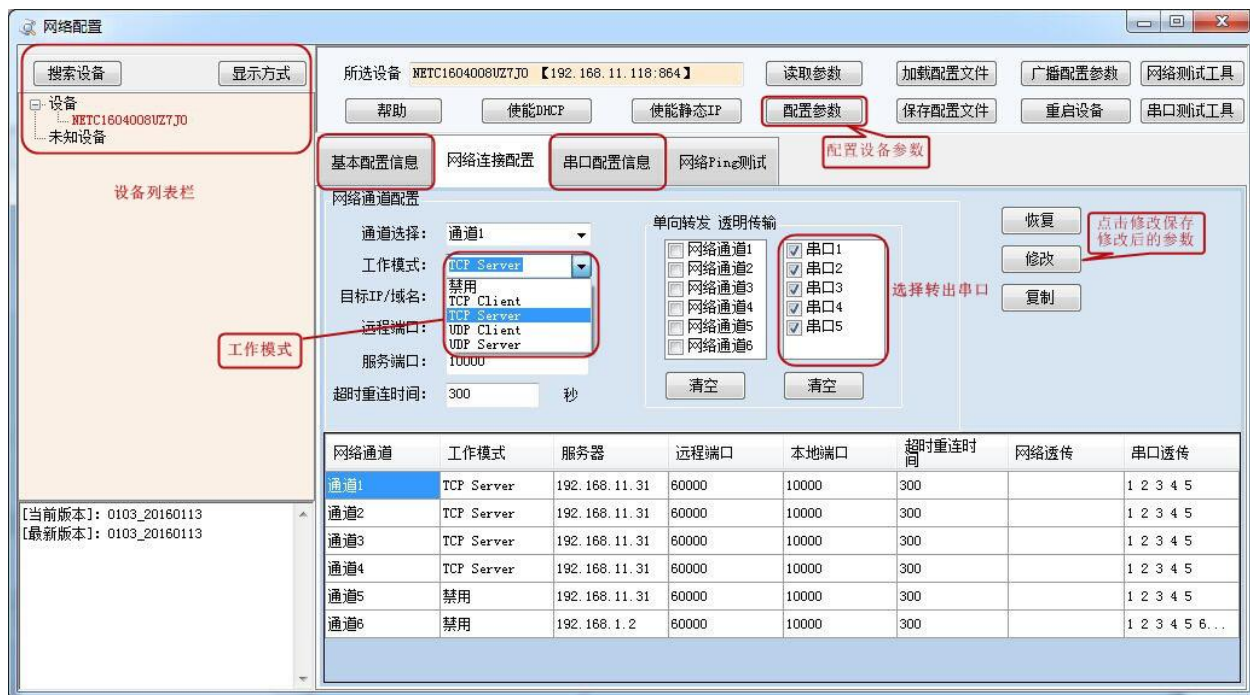 网络配置
搜索设备 显示方式
设备
NETC1604008UZ7J0
未知设备
设备列表栏
[当前版本]: 0103_20160113
[最新版本]: 0103_20160113
所选设备 NETC1604008UZ7J0 【192.168.11.118:864】 读取参数 加载配置文件 广播配置参数 网络测试工具
帮助 使能DHCP 使能静态IP 配置参数 保存配置文件 重启设备 串口测试工具
配置设备参数
基本配置信息 网络连接配置 串口配置信息 网络Ping测试
网络通道配置
通道选择: 通道1
工作模式: TCP Server
禁用
TCP Client
TCP Server
UDP Client
UDP Server
目标IP/域名:
远程端口:
服务端口: 10000
超时重连时间: 300 秒
工作模式
单向转发 透明传输
网络通道1 串口1
网络通道2 串口2
网络通道3 串口3
网络通道4 串口4
网络通道5 串口5
网络通道6
清空 清空
选择转出串口
恢复
修改
复制
点击修改保存
修改后的参数
网络通道 工作模式 服务器 远程端口 本地端口 超时重连时间 网络透传 串口透传
通道1 TCP Server 192.168.11.31 60000 10000 300 1 2 3 4 5
通道2 TCP Server 192.168.11.31 60000 10000 300 1 2 3 4 5
通道3 TCP Server 192.168.11.31 60000 10000 300 1 2 3 4 5
通道4 TCP Server 192.168.11.31 60000 10000 300 1 2 3 4 5
通道5 禁用 192.168.11.31 60000 10000 300 1 2 3 4 5
通道6 禁用 192.168.1.2 60000 10000 300 1 2 3 4 5 6...